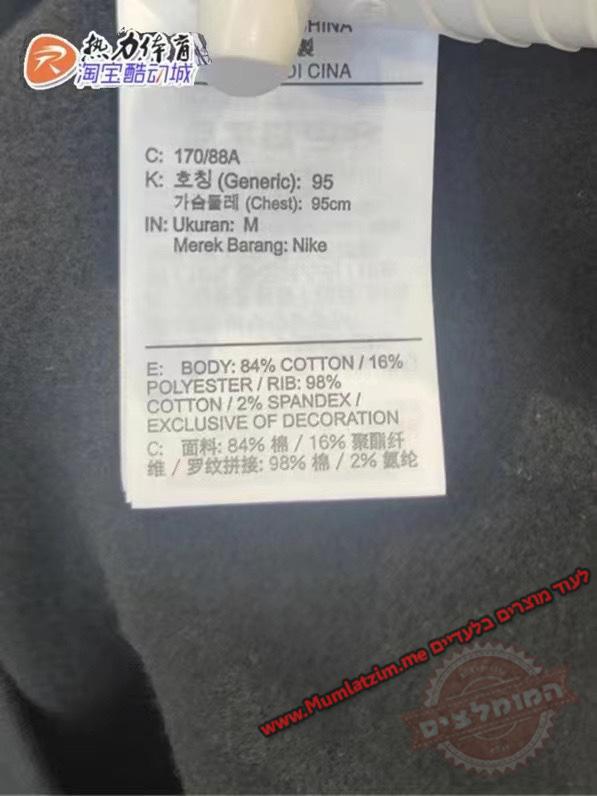 热力体育
淘宝酷动城
CHINA
製
DI CINA
C: 170/88A
K: 호칭 (Generic): 95
가슴둘레 (Chest): 95cm
IN: Ukuran: M
Merek Barang: Nike
E: BODY: 84% COTTON / 16%
POLYESTER / RIB: 98%
COTTON / 2% SPANDEX /
EXCLUSIVE OF DECORATION
C: 面料: 84% 棉 / 16% 聚酯纤
维 / 罗纹拼接: 98% 棉 / 2% 氨纶
לעוד מוצרים בלעדיים www.Mumlatzim.me
המומלצים